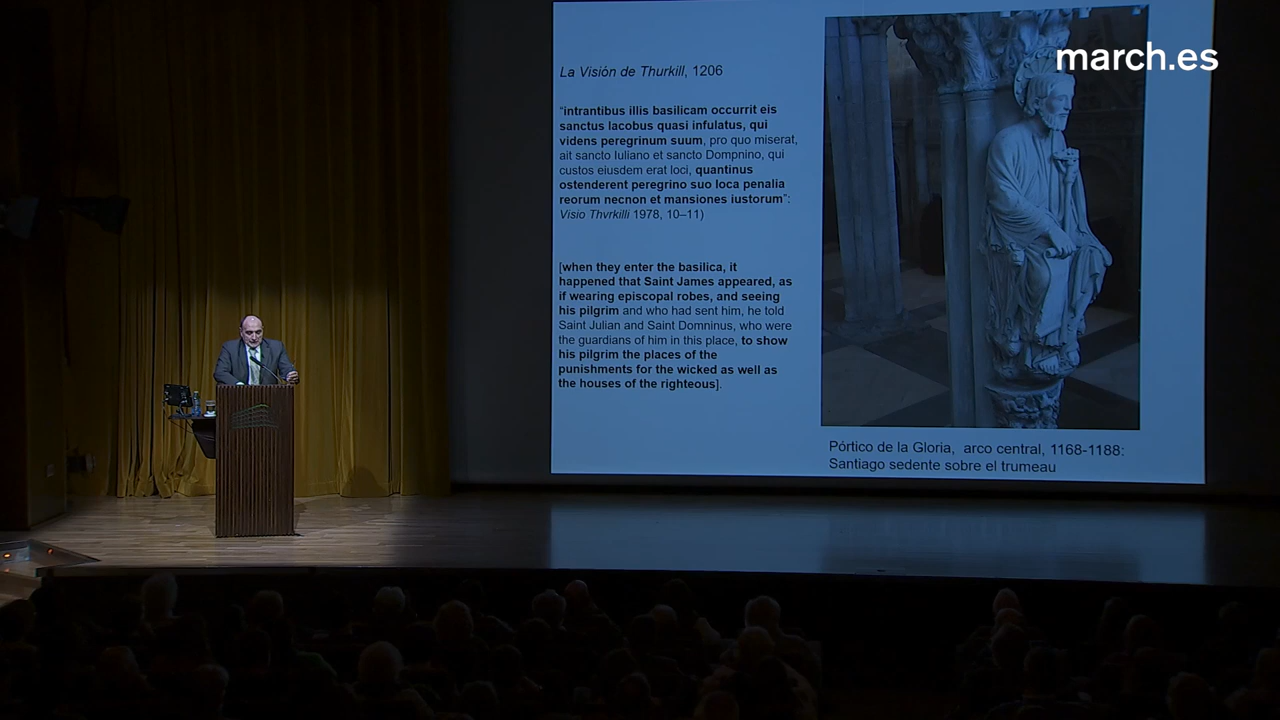 march.es
La Visión de Thurkill, 1206
“intrantibus illis basilicam occurrit eis
sanctus Iacobus quasi infulatus, qui
videns peregrinum suum, pro quo miserat,
ait sancto Iuliano et sancto Dompnino, qui
custos eiusdem erat loci, quantinus
ostenderent peregrino suo loca penalia
reorum necnon et mansiones iustorum”:
Visio Thvrkilli 1978, 10–11)
[when they enter the basilica, it
happened that Saint James appeared, as
if wearing episcopal robes, and seeing
his pilgrim and who had sent him, he told
Saint Julian and Saint Domninus, who were
the guardians of him in this place, to show
his pilgrim the places of the
punishments for the wicked as well as
the houses of the righteous].
Pórtico de la Gloria, arco central, 1168-1188:
Santiago sedente sobre el trumeau